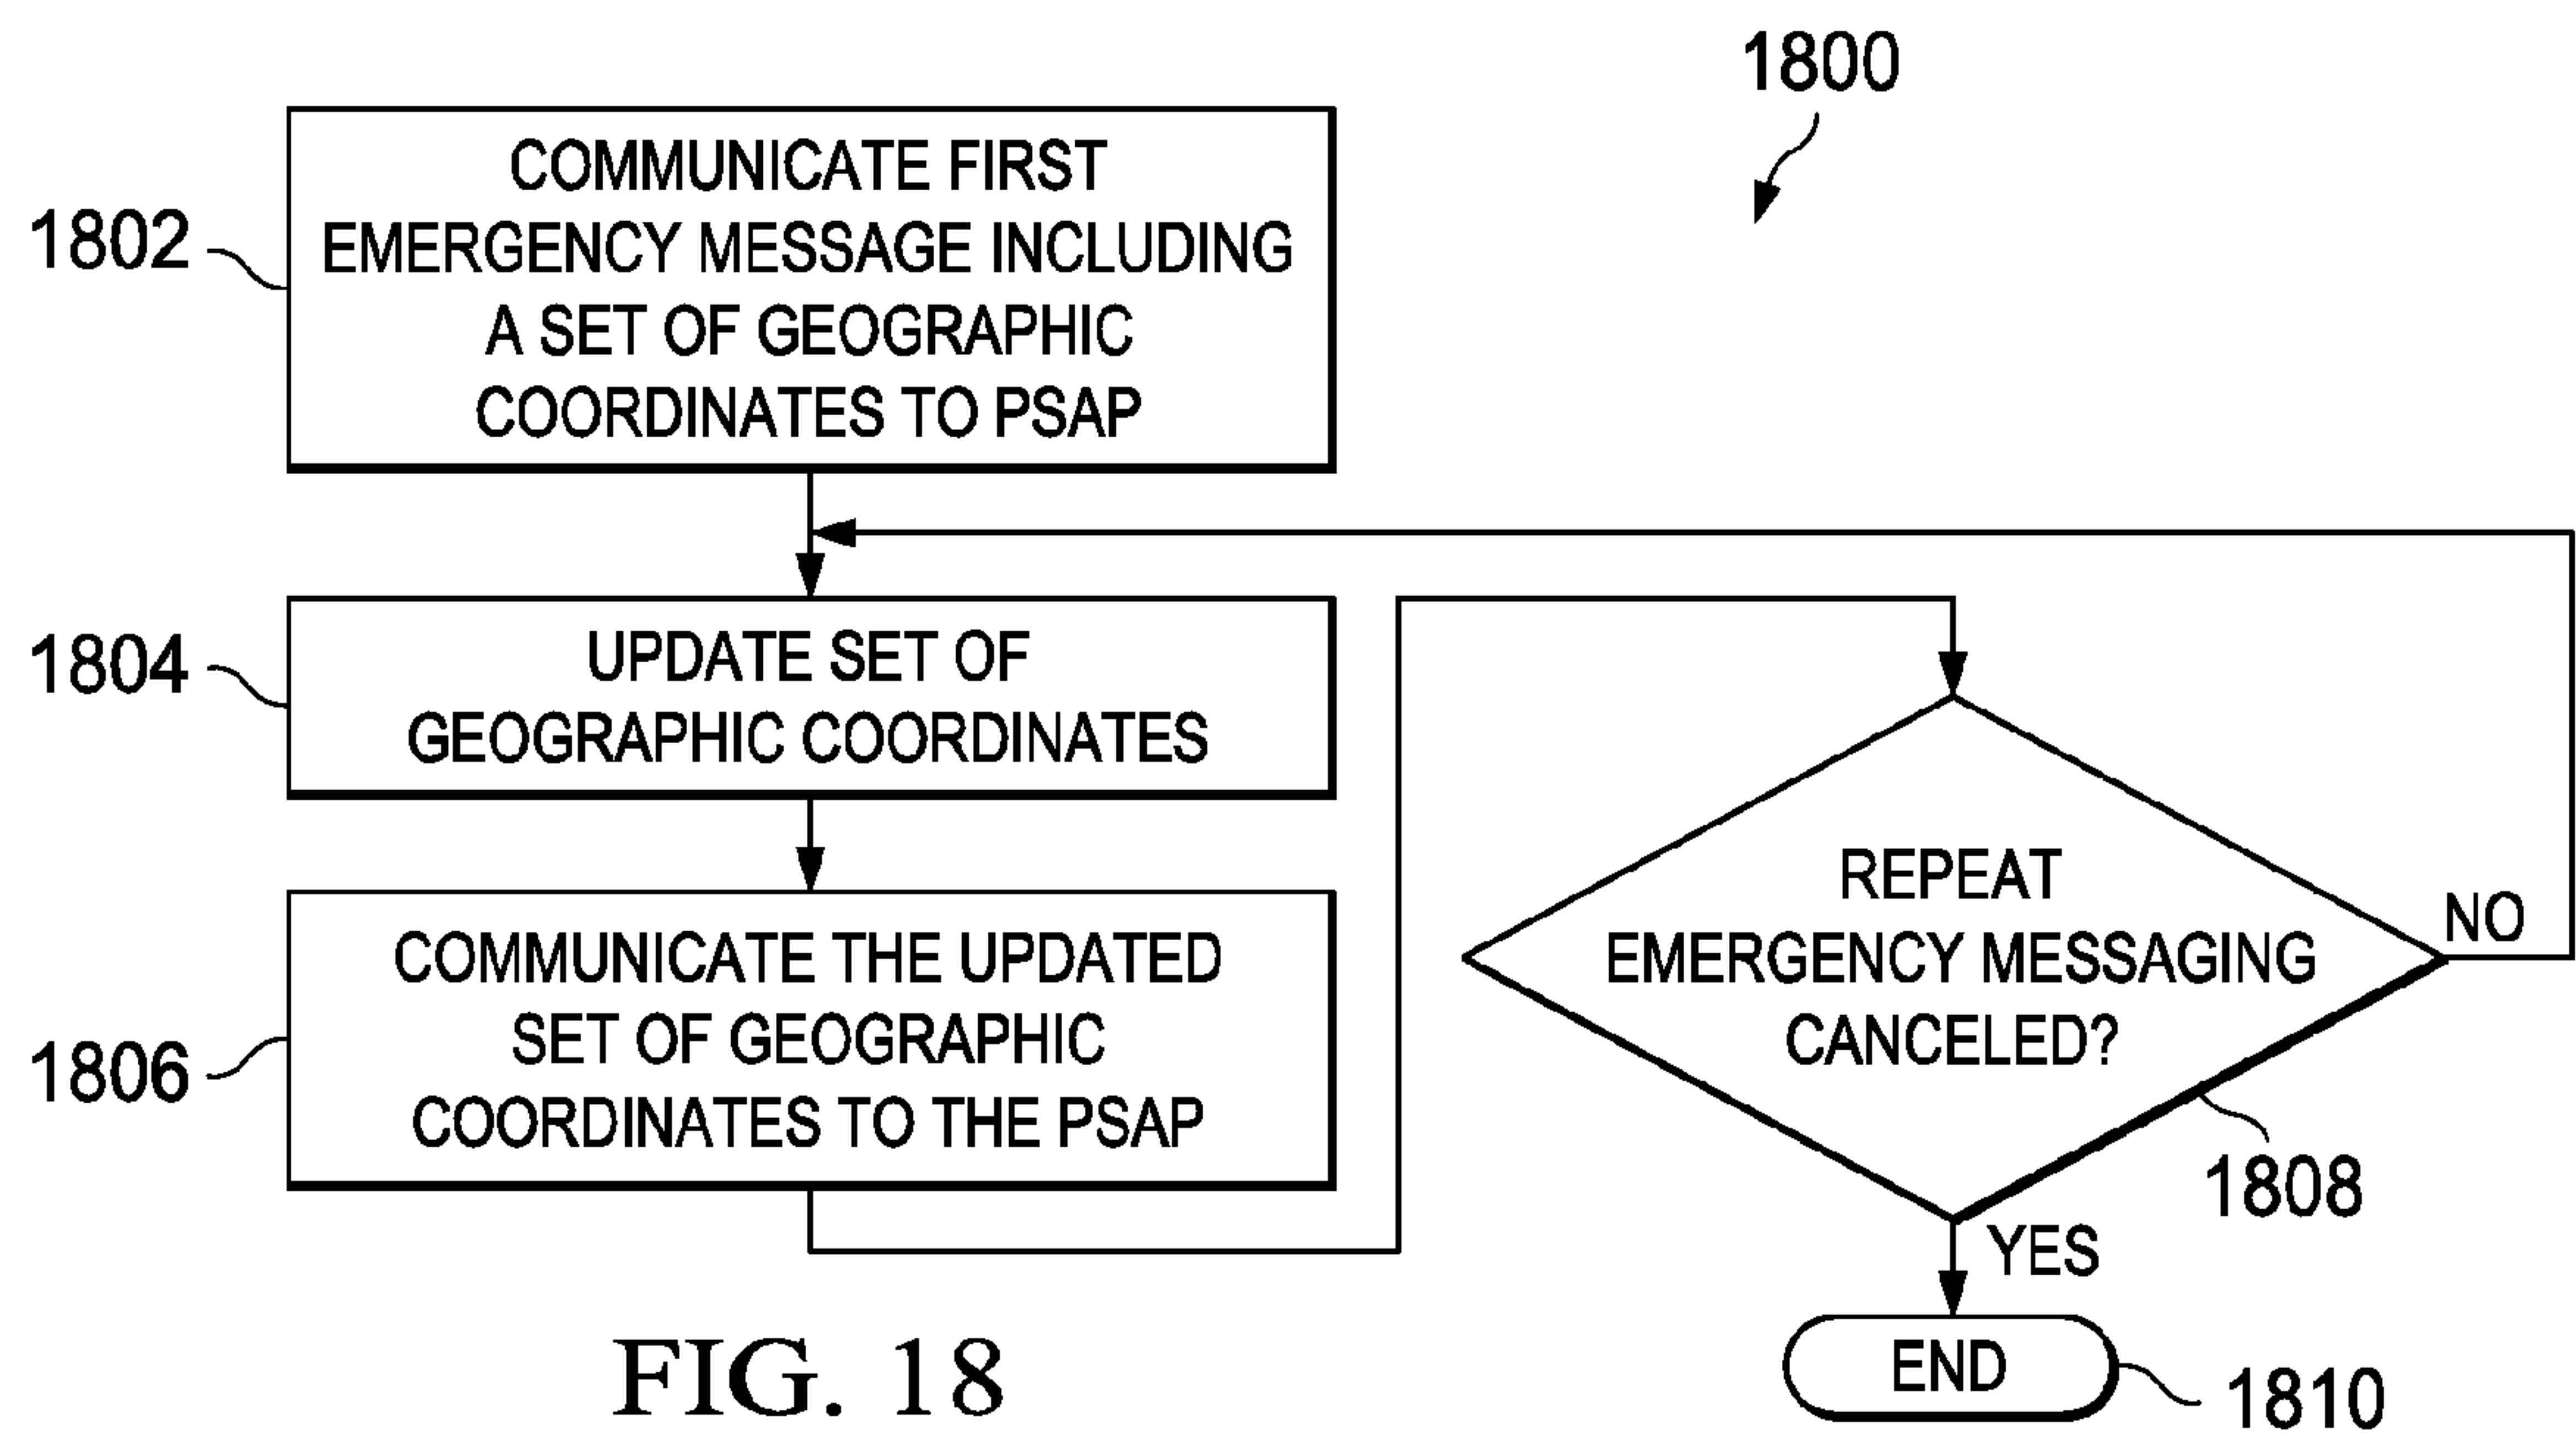 1800
1802
COMMUNICATE FIRST
EMERGENCY MESSAGE INCLUDING
A SET OF GEOGRAPHIC
COORDINATES TO PSAP
1804
UPDATE SET OF
GEOGRAPHIC COORDINATES
1806
COMMUNICATE THE UPDATED
SET OF GEOGRAPHIC
COORDINATES TO THE PSAP
REPEAT
EMERGENCY MESSAGING
CANCELED?
NO
1808
YES
END
1810
FIG. 18